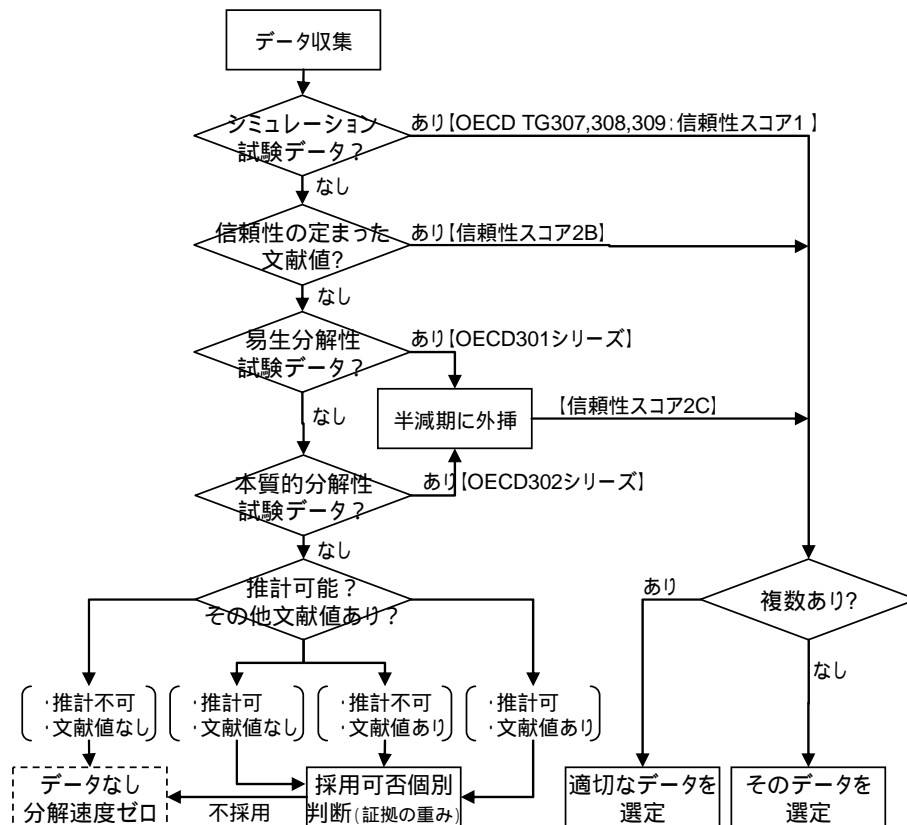 データ収集
シミュレーション
試験データ？
あり【OECD TG307,308,309：信頼性スコア1 】
なし
信頼性の定まった
文献値?
あり【信頼性スコア2B】
なし
易生分解性
試験データ？
あり【OECD301シリーズ】
なし
半減期に外挿
【信頼性スコア2C】
本質的分解性
試験データ？
あり【OECD302シリーズ】
なし
推計可能？
その他文献値あり？
複数あり?
あり
なし
・推計不可
・文献値なし
・推計可
・文献値なし
・推計不可
・文献値あり
・推計可
・文献値あり
データなし
分解速度ゼロ
不採用
採用可否個別
判断(証拠の重み)
適切なデータを
選定
そのデータを
選定